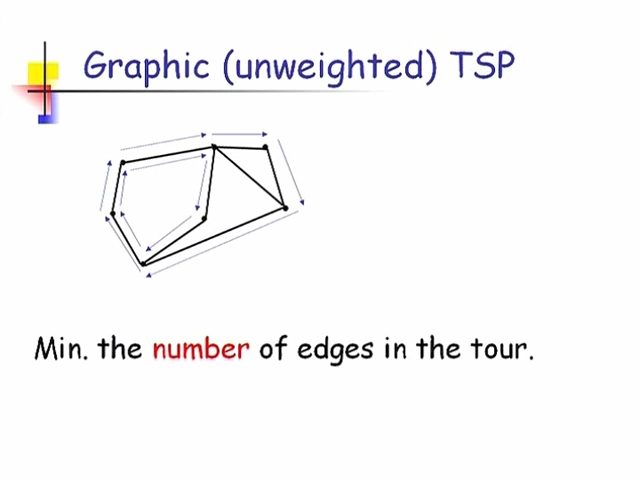 Graphic (unweighted) TSP
Min. the number of edges in the tour.